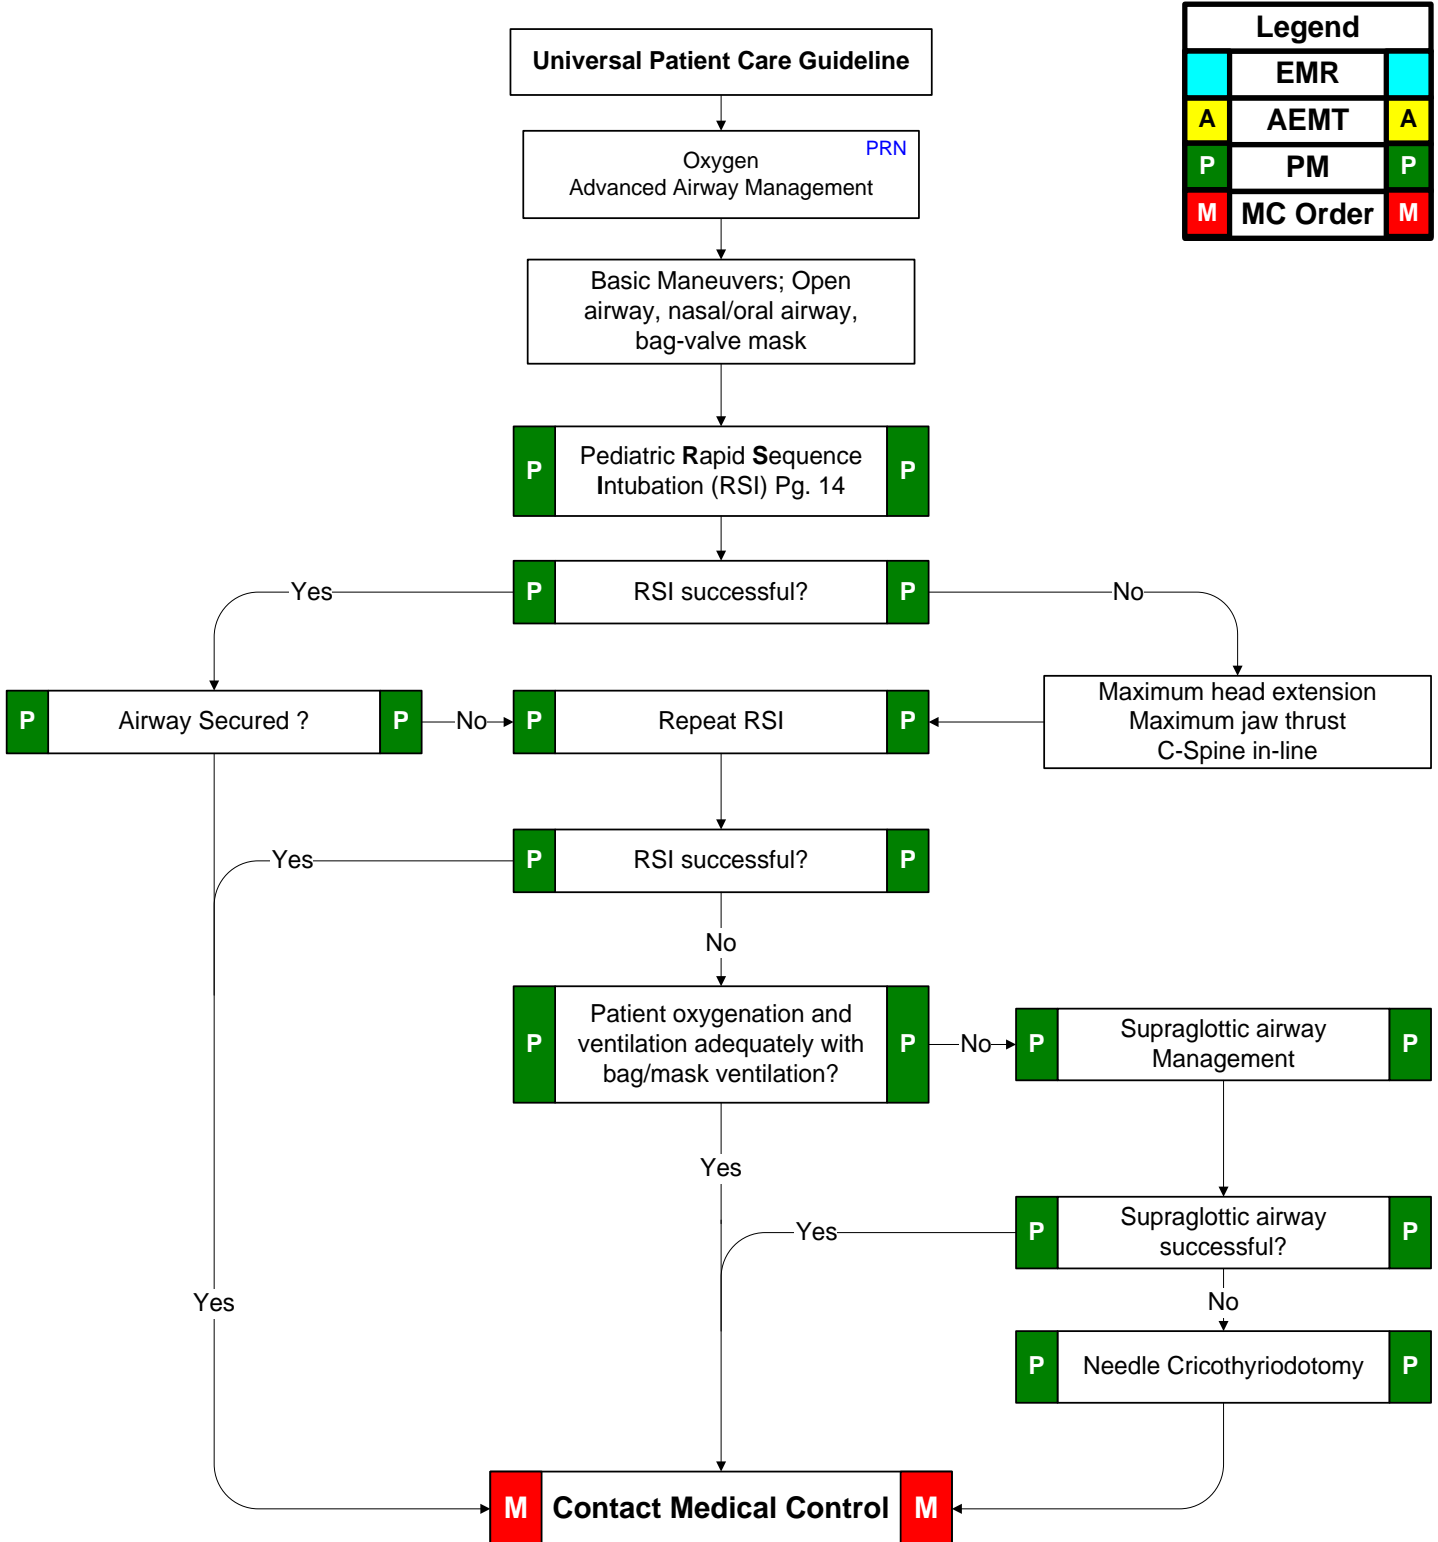 Legend
EMR
A AEMT A
P PM P
M MC Order M
Universal Patient Care Guideline
PRN
Oxygen
Advanced Airway Management
Basic Maneuvers; Open
airway, nasal/oral airway,
bag-valve mask
P Pediatric Rapid Sequence P
Intubation (RSI) Pg. 14
Yes P RSI successful? P No
P Airway Secured ? P No P Repeat RSI P
Maximum head extension
Maximum jaw thrust
C-Spine in-line
Yes P RSI successful? P
No
P Patient oxygenation and P
ventilation adequately with
bag/mask ventilation?
No
P Supraglottic airway P
Management
Yes
Yes
P Supraglottic airway P
successful?
Yes
No
P Needle Cricothyriodotomy P
M Contact Medical Control M